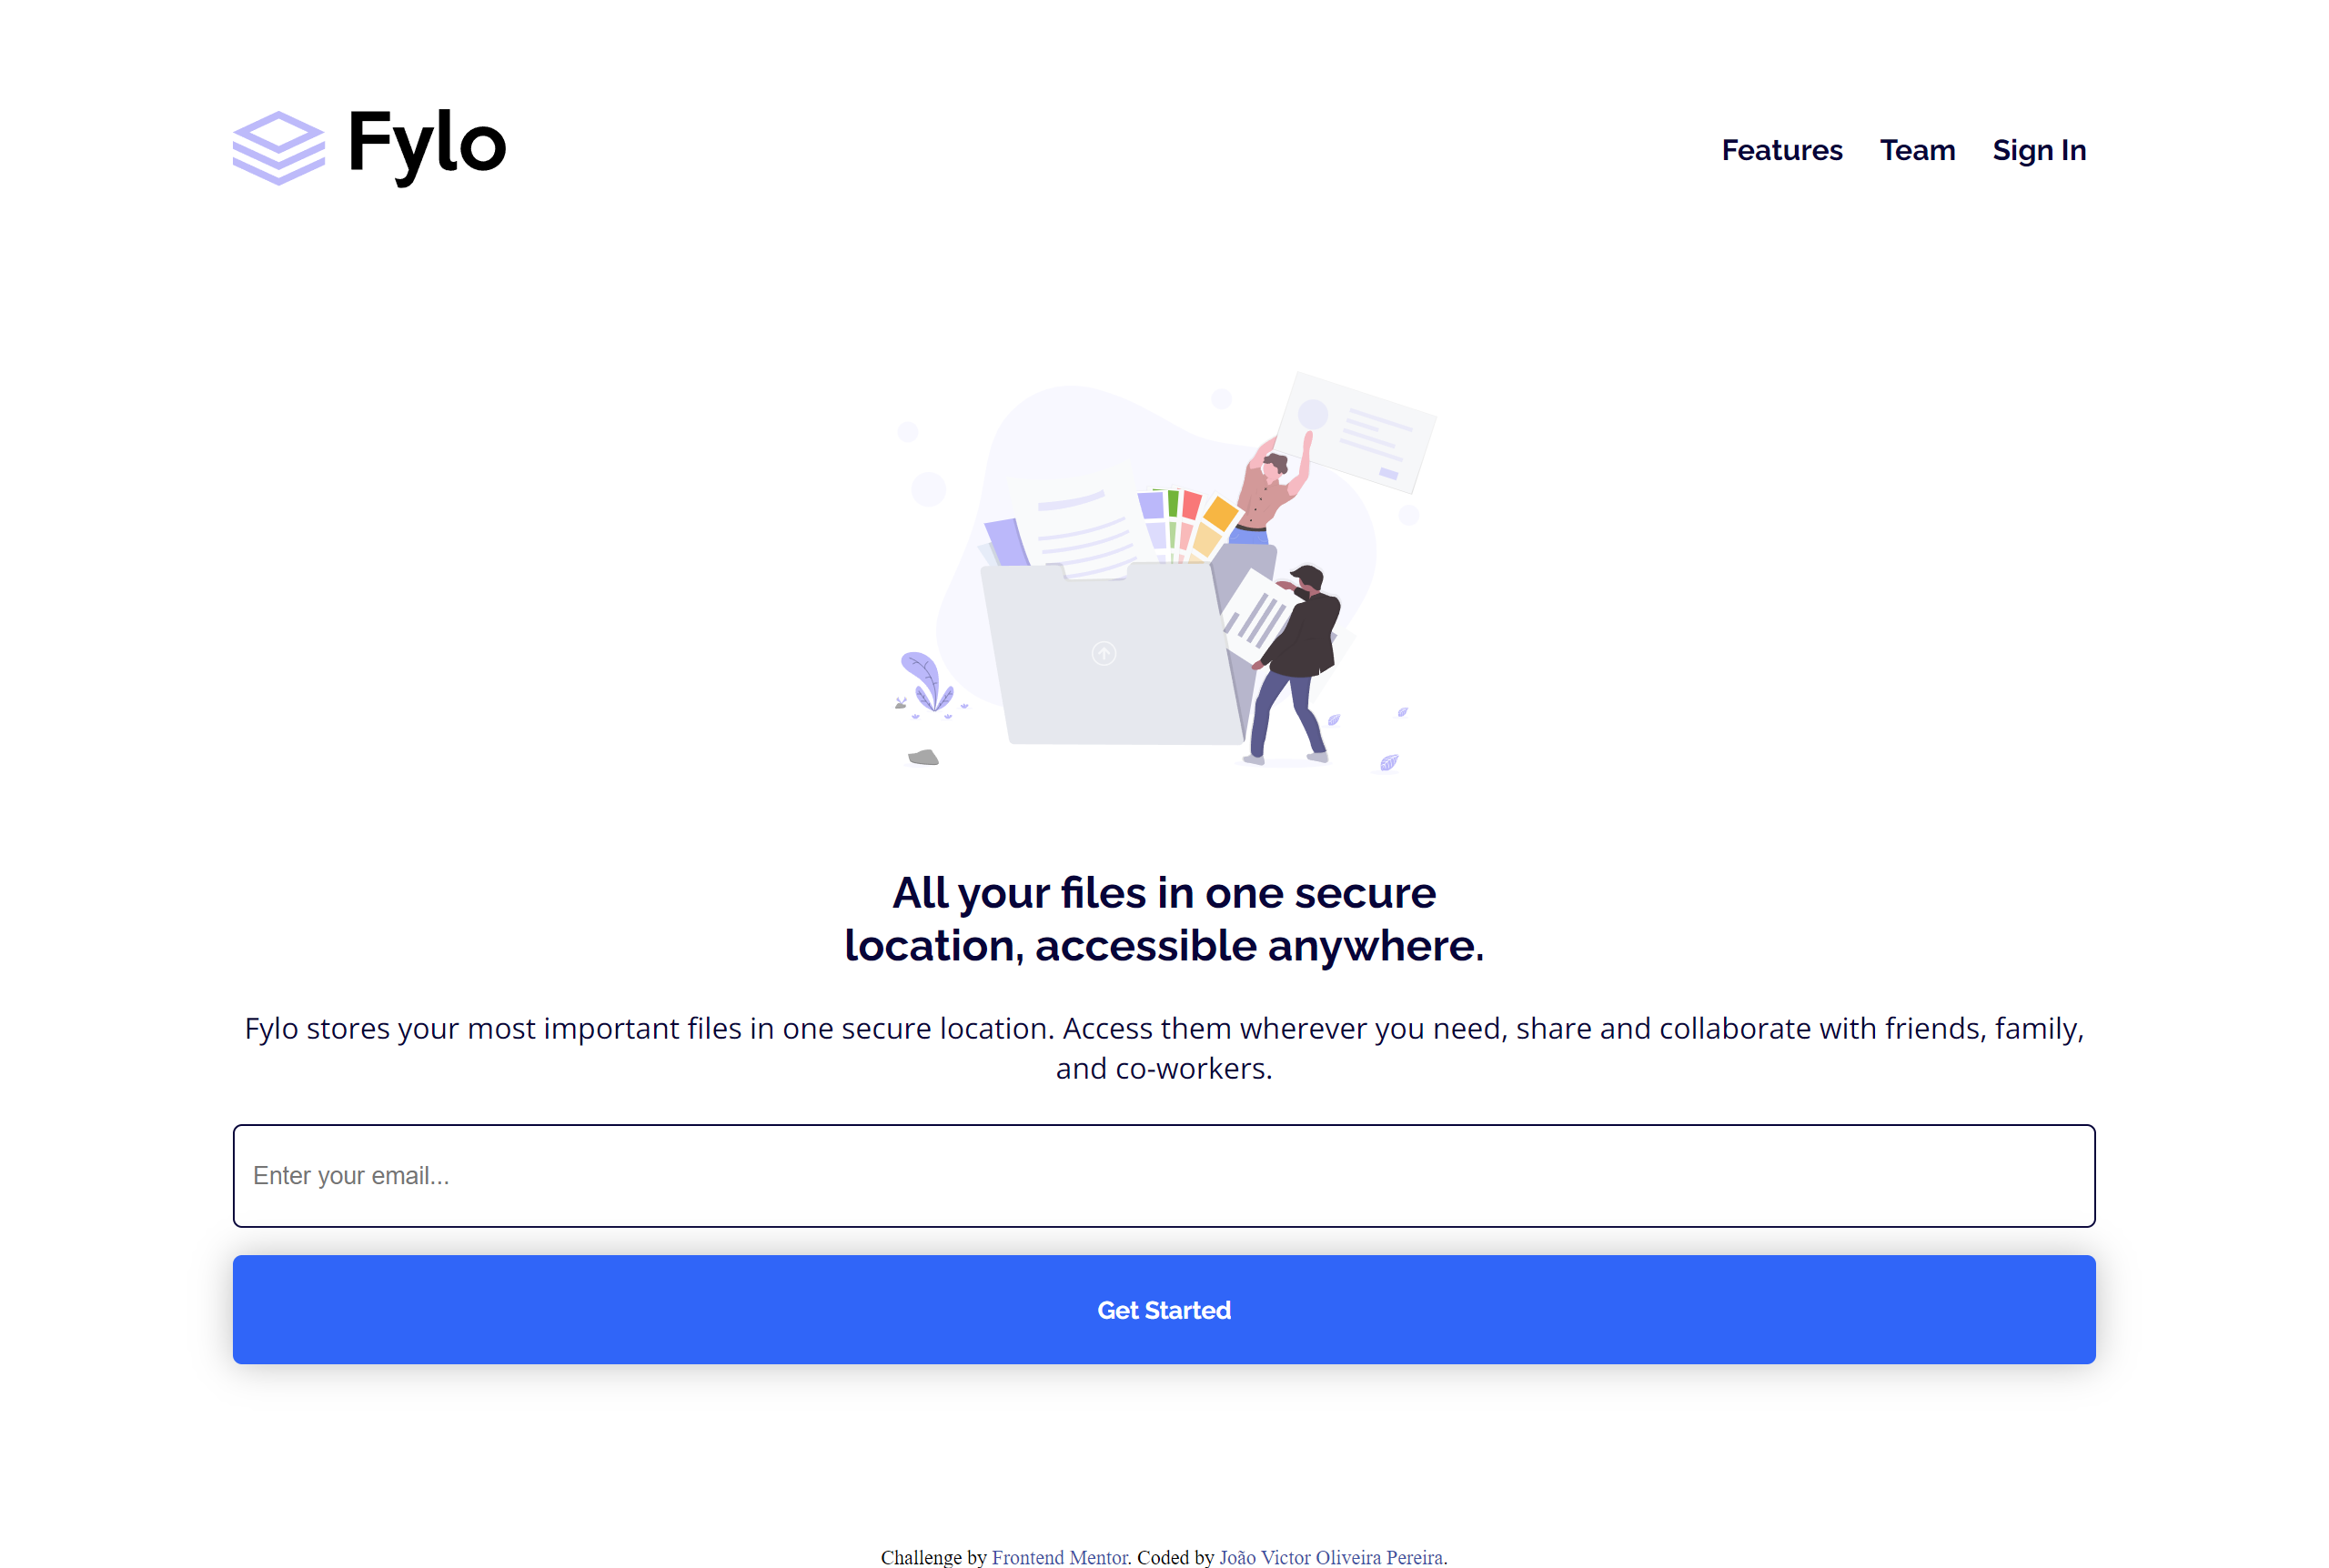 Fylo
Features Team Sign In
All your files in one secure
location, accessible anywhere.
Fylo stores your most important files in one secure location. Access them wherever you need, share and collaborate with friends, family,
and co-workers.
Enter your email...
Get Started
Challenge by Frontend Mentor. Coded by João Victor Oliveira Pereira.